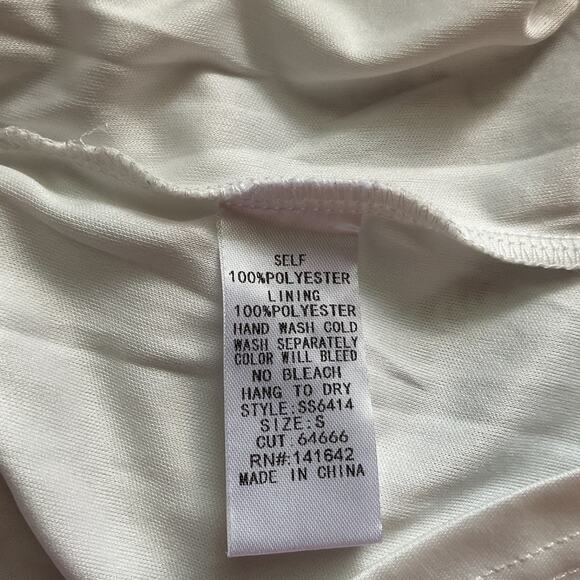 SELF
100%POLYESTER
LINING
100%POLYESTER
HAND WASH COLD
WASH SEPARATELY
COLOR WILL BLEED
NO BLEACH
HANG TO DRY
STYLE:SS6414
SIZE:S
CUT:64666
RN#:141642
MADE IN CHINA